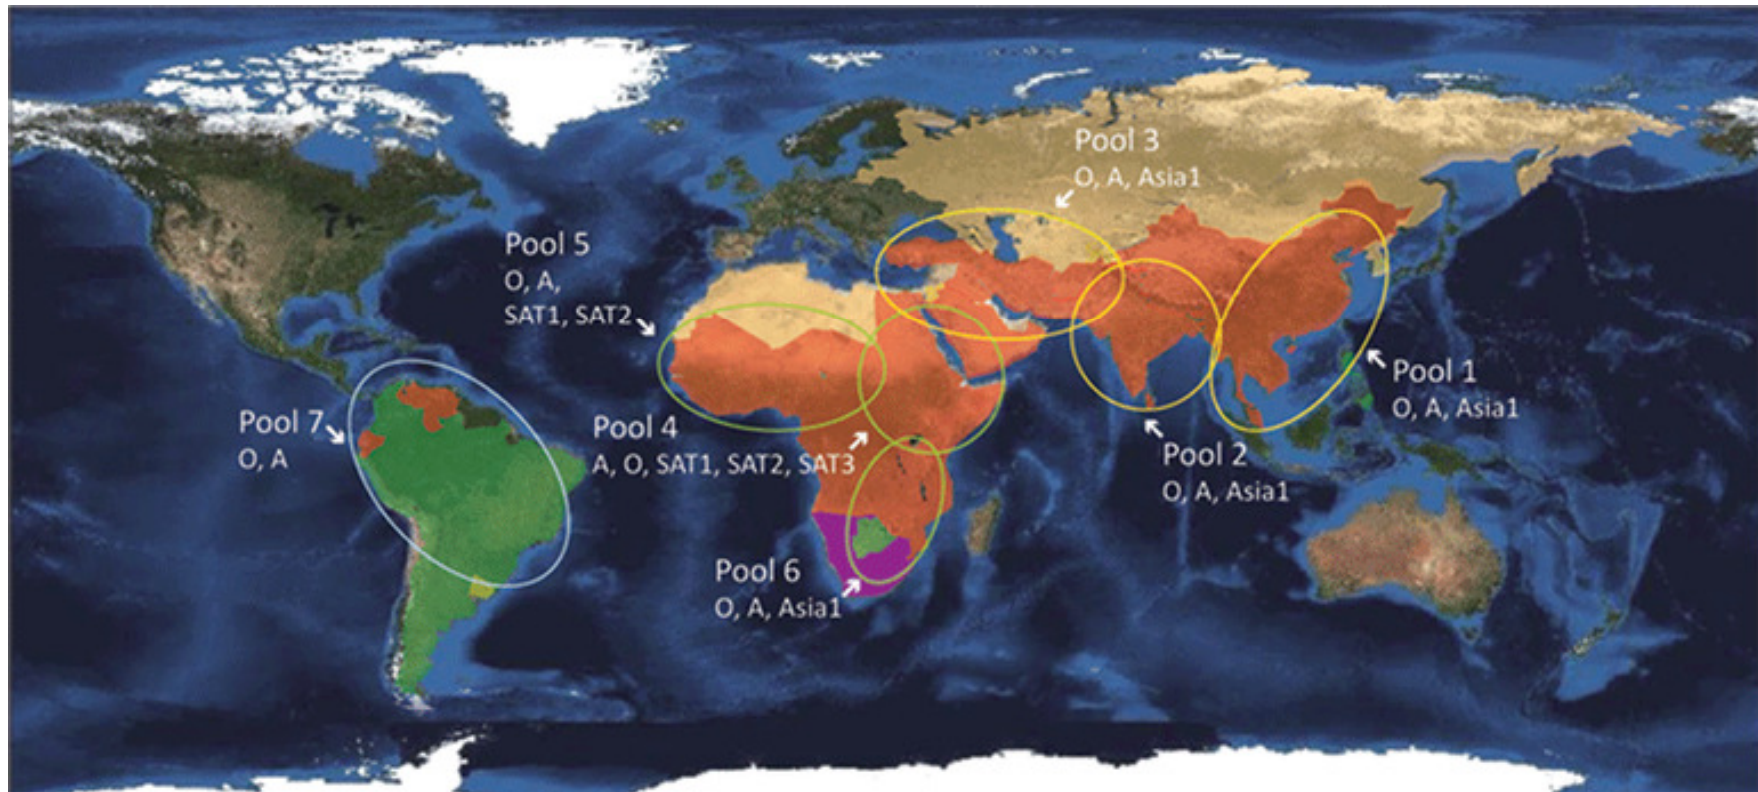 Pool 3
O, A, Asia1
Pool 5
O, A,
SAT1, SAT2
Pool 1
O, A, Asia1
Pool 7
O, A
Pool 4
A, O, SAT1, SAT2, SAT3
Pool 2
O, A, Asia1
Pool 6
O, A, Asia1